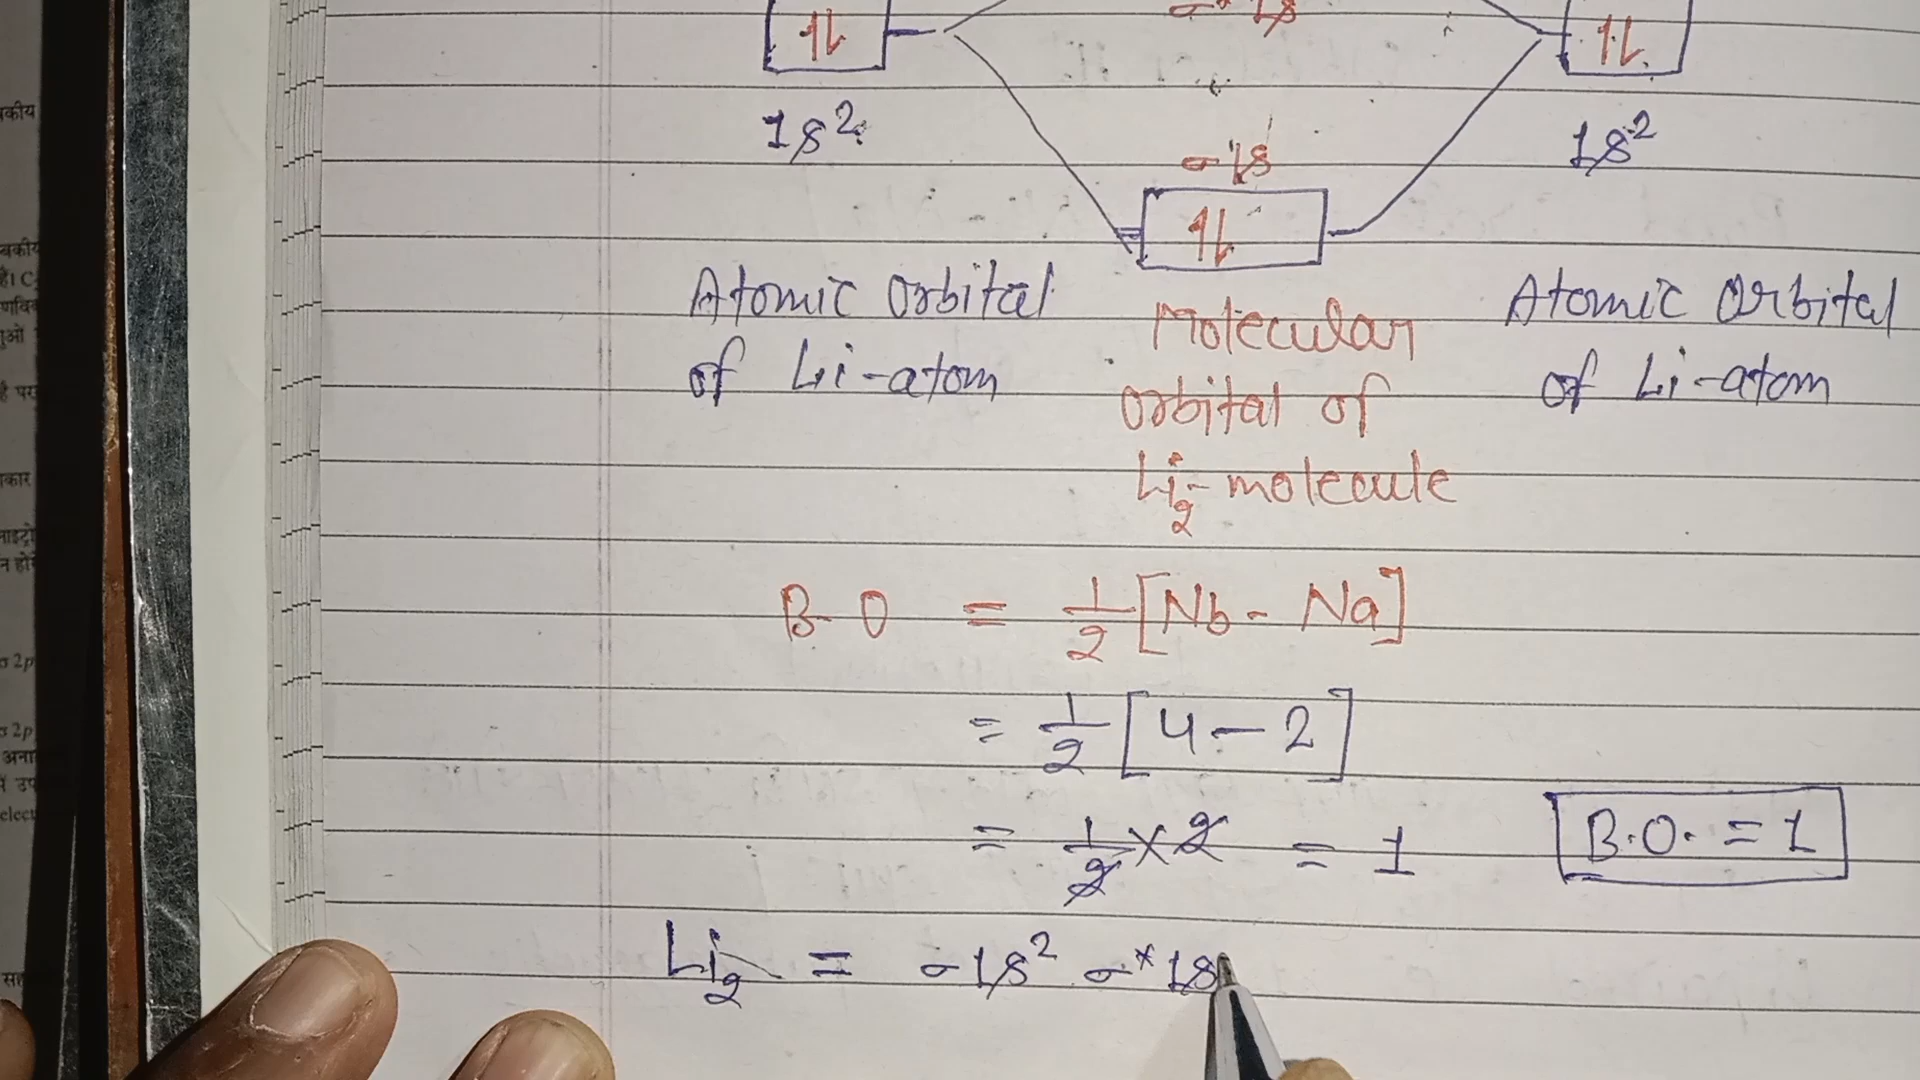 σ* 1s
1s² 1s²
σ1s
Atomic Orbital Molecular Atomic Orbital
of Li-atom orbital of of Li-atom
Li₂-molecule
B-O = 1/2 [Nb - Na]
= 1/2 [4 - 2]
= 1/2 × 2 = 1
B.O. = 1
Li₂ = σ1s² σ*1s